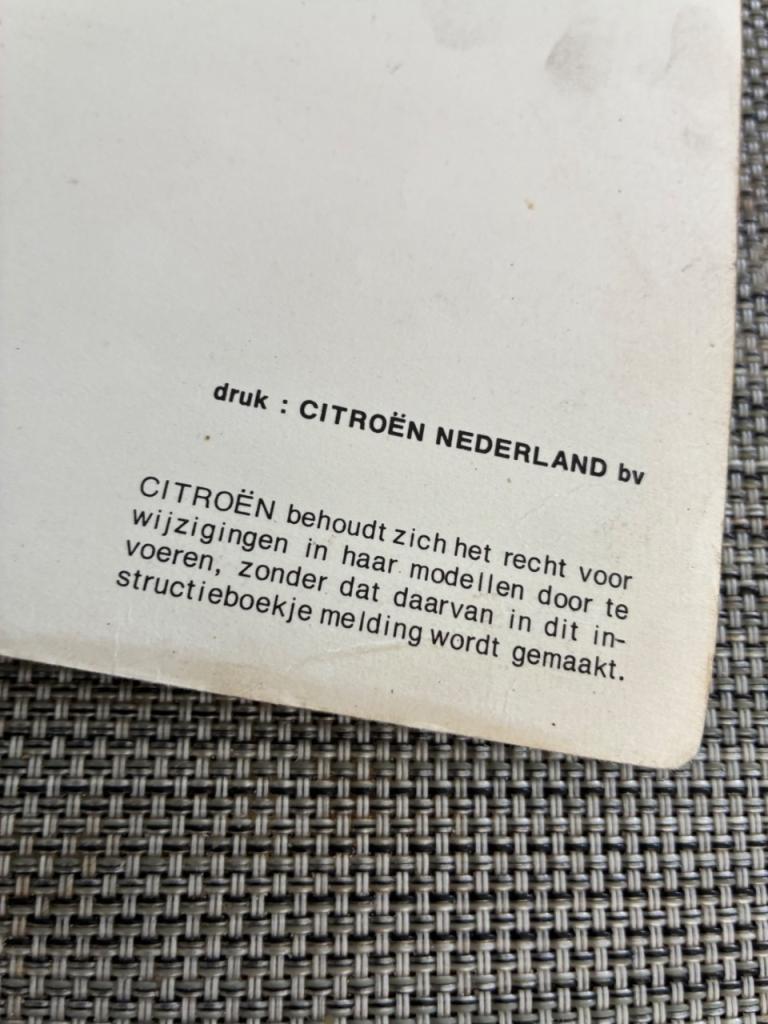 druk : CITROËN NEDERLAND bv
CITROËN behoudt zich het recht voor
wijzigingen in haar modellen door te
voeren, zonder dat daarvan in dit in-
structieboekje melding wordt gemaakt.